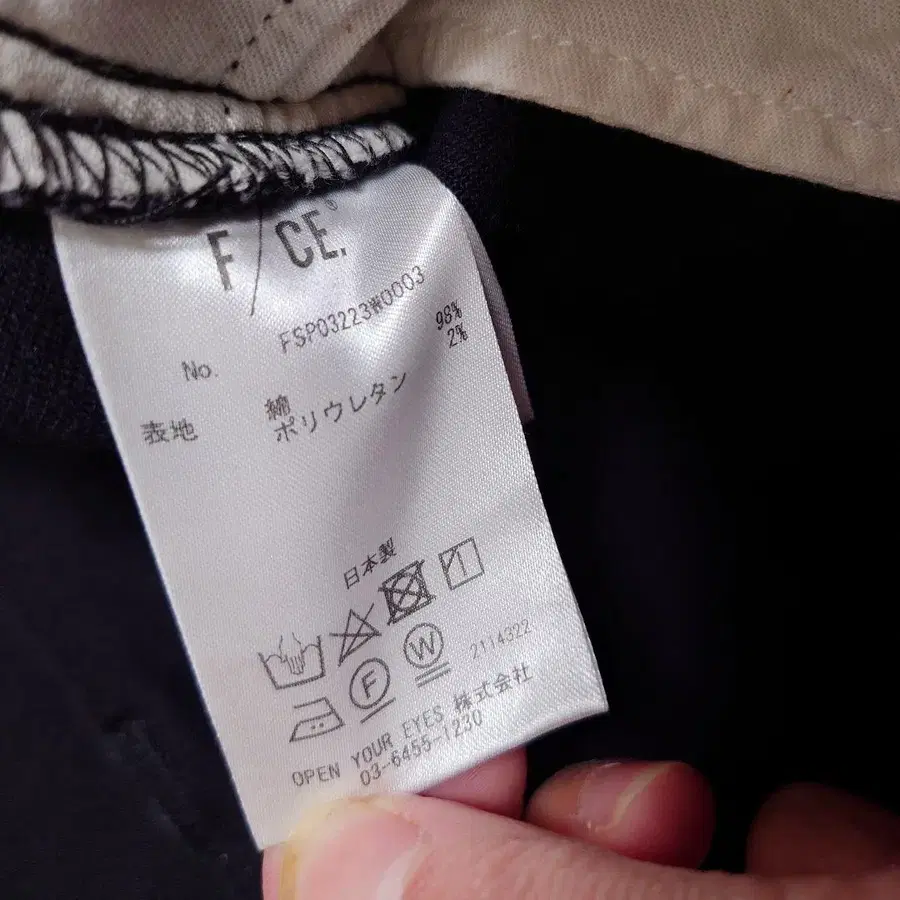 F/CE.®
No. FSP03223W0003
表地 綿 98%
ポリウレタン 2%
日本製
F W 2114322
OPEN YOUR EYES 株式会社
03-6455-1230